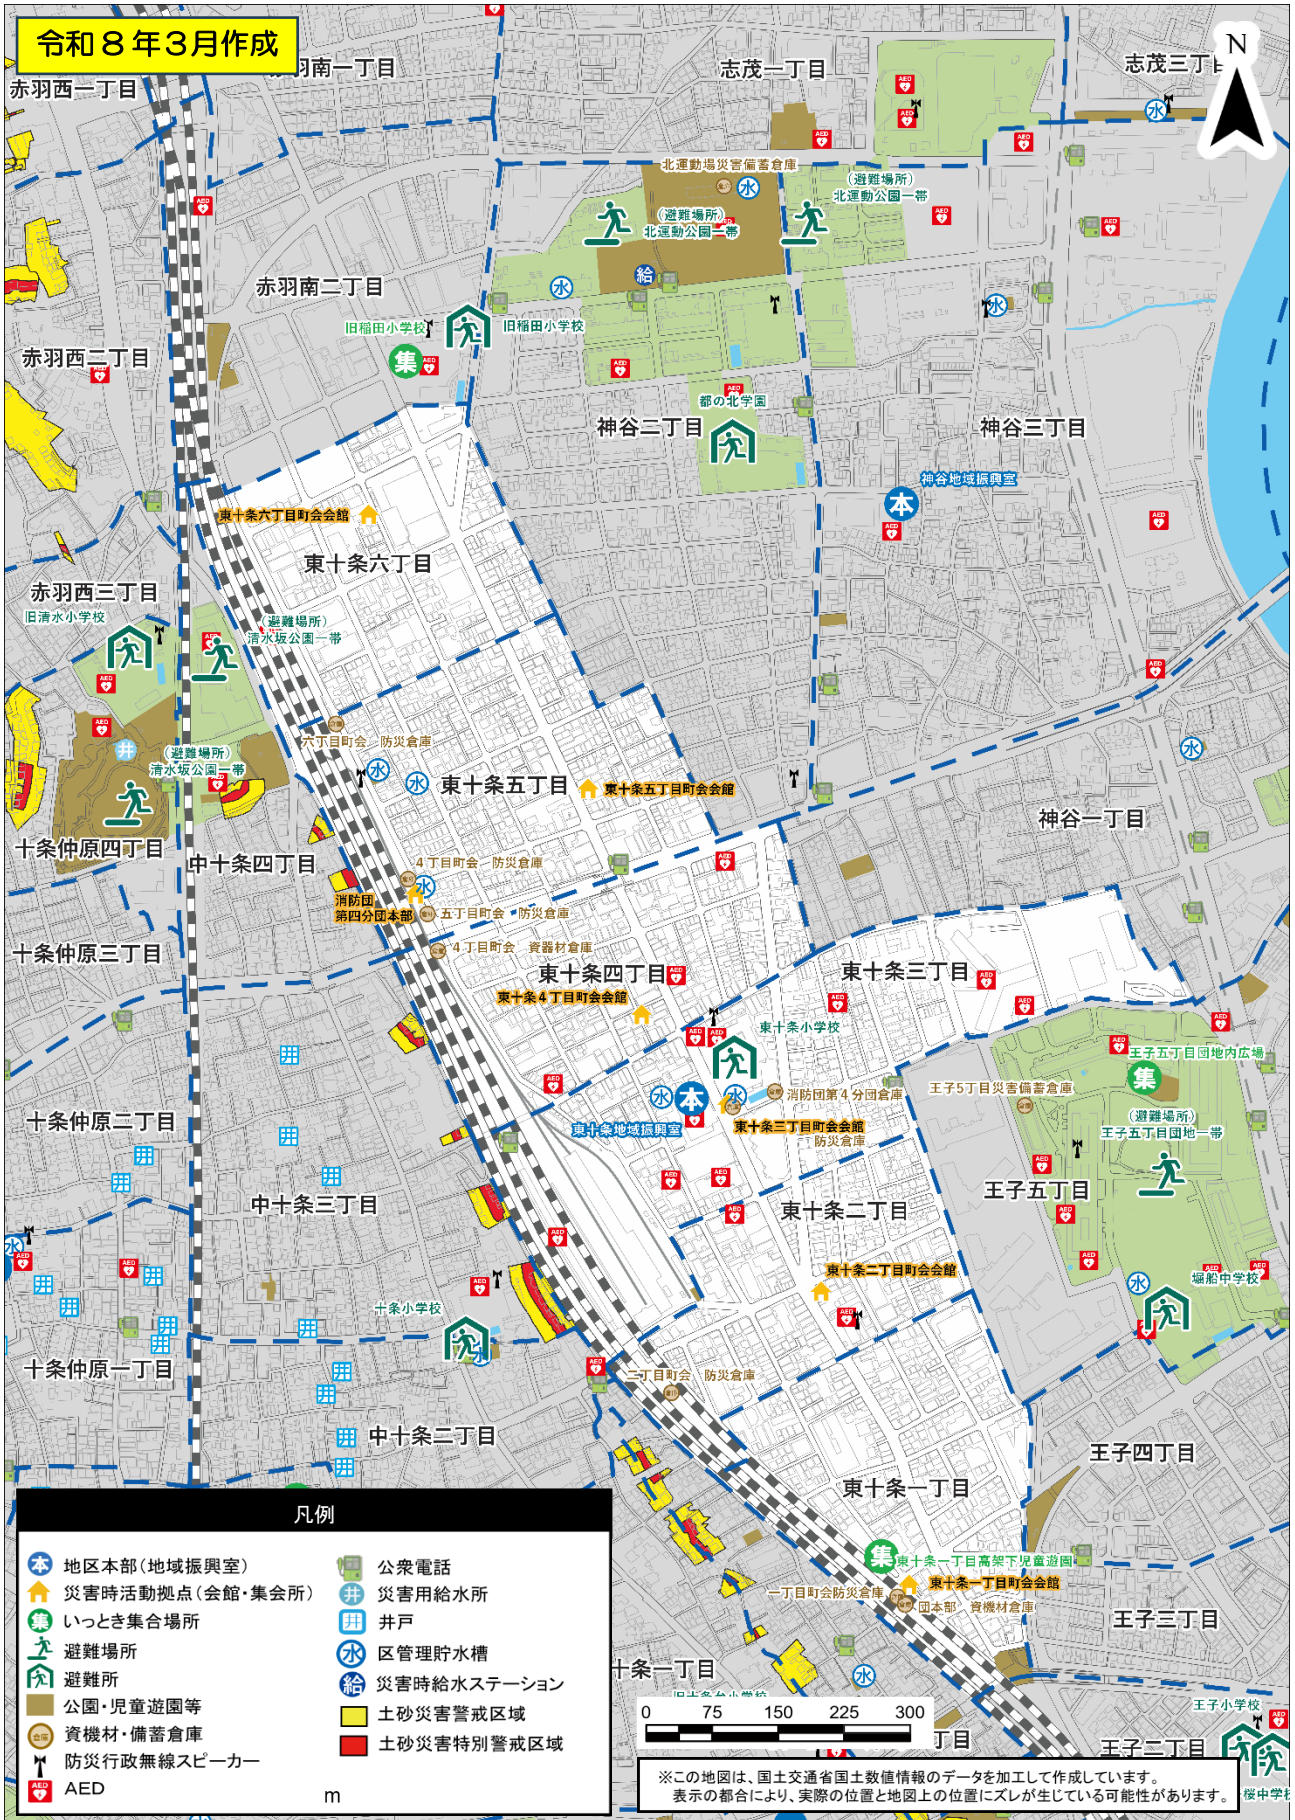 令和8年3月作成
N
赤羽西一丁目
赤羽南一丁目
志茂一丁目
志茂三丁目
北運動場災害備蓄倉庫
(避難場所)
北運動公園一帯
(避難場所)
北運動公園一帯
赤羽南二丁目
旧稲田小学校
旧稲田小学校
赤羽西二丁目
都の北学園
神谷二丁目
神谷三丁目
神谷地域振興室
東十条六丁目町会会館
東十条六丁目
赤羽西三丁目
旧清水小学校
(避難場所)
清水坂公園一帯
六丁目町会 防災倉庫
(避難場所)
清水坂公園一帯
東十条五丁目
東十条五丁目町会会館
神谷一丁目
十条仲原四丁目
中十条四丁目
4丁目町会 防災倉庫
消防団
第四分団本部
五丁目町会 防災倉庫
4丁目町会 資器材倉庫
十条仲原三丁目
東十条四丁目
東十条三丁目
東十条4丁目町会会館
東十条小学校
王子五丁目団地内広場
王子5丁目災害備蓄倉庫
消防団第4分団倉庫
(避難場所)
王子五丁目団地一帯
十条仲原二丁目
東十条地域振興室
東十条三丁目町会会館
防災倉庫
中十条三丁目
王子五丁目
東十条二丁目
東十条二丁目町会会館
堀船中学校
十条小学校
十条仲原一丁目
二丁目町会 防災倉庫
中十条二丁目
王子四丁目
東十条一丁目
東十条一丁目高架下児童遊園
東十条一丁目町会会館
一丁目町会防災倉庫
団本部 資機材倉庫
王子三丁目
十条一丁目
旧十条台小学校
王子小学校
王子二丁目
丁目
桜中学校
凡例
本 地区本部(地域振興室)
災害時活動拠点(会館・集会所)
集 いっとき集合場所
避難場所
避難所
公園・児童遊園等
倉庫 資機材・備蓄倉庫
防災行政無線スピーカー
AED AED
公衆電話
井 災害用給水所
井 井戸
水 区管理貯水槽
給 災害時給水ステーション
土砂災害警戒区域
土砂災害特別警戒区域
m
0 75 150 225 300
※この地図は、国土交通省国土数値情報のデータを加工して作成しています。
表示の都合により、実際の位置と地図上の位置にズレが生じている可能性があります。